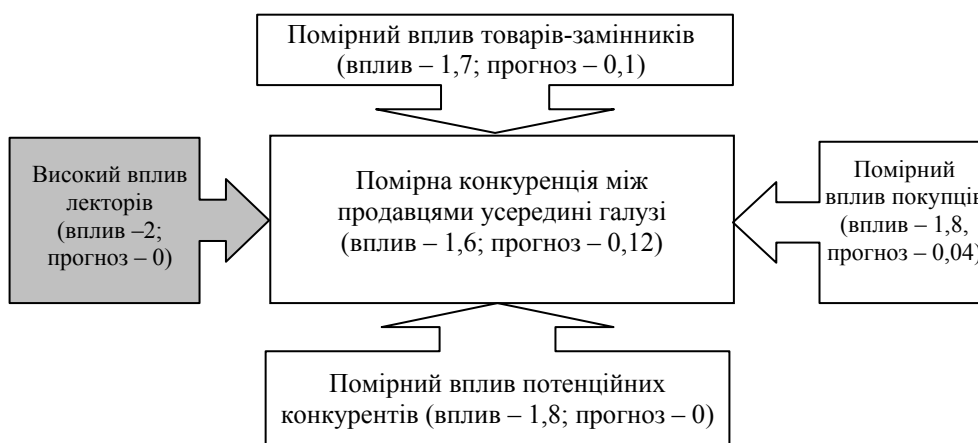 Помірний вплив товарів-замінників
(вплив – 1,7; прогноз – 0,1)
Високий вплив
лекторів
(вплив –2;
прогноз – 0)
Помірна конкуренція між
продавцями усередині галузі
(вплив – 1,6; прогноз – 0,12)
Помірний
вплив покупців
(вплив – 1,8,
прогноз – 0,04)
Помірний вплив потенційних
конкурентів (вплив – 1,8; прогноз – 0)